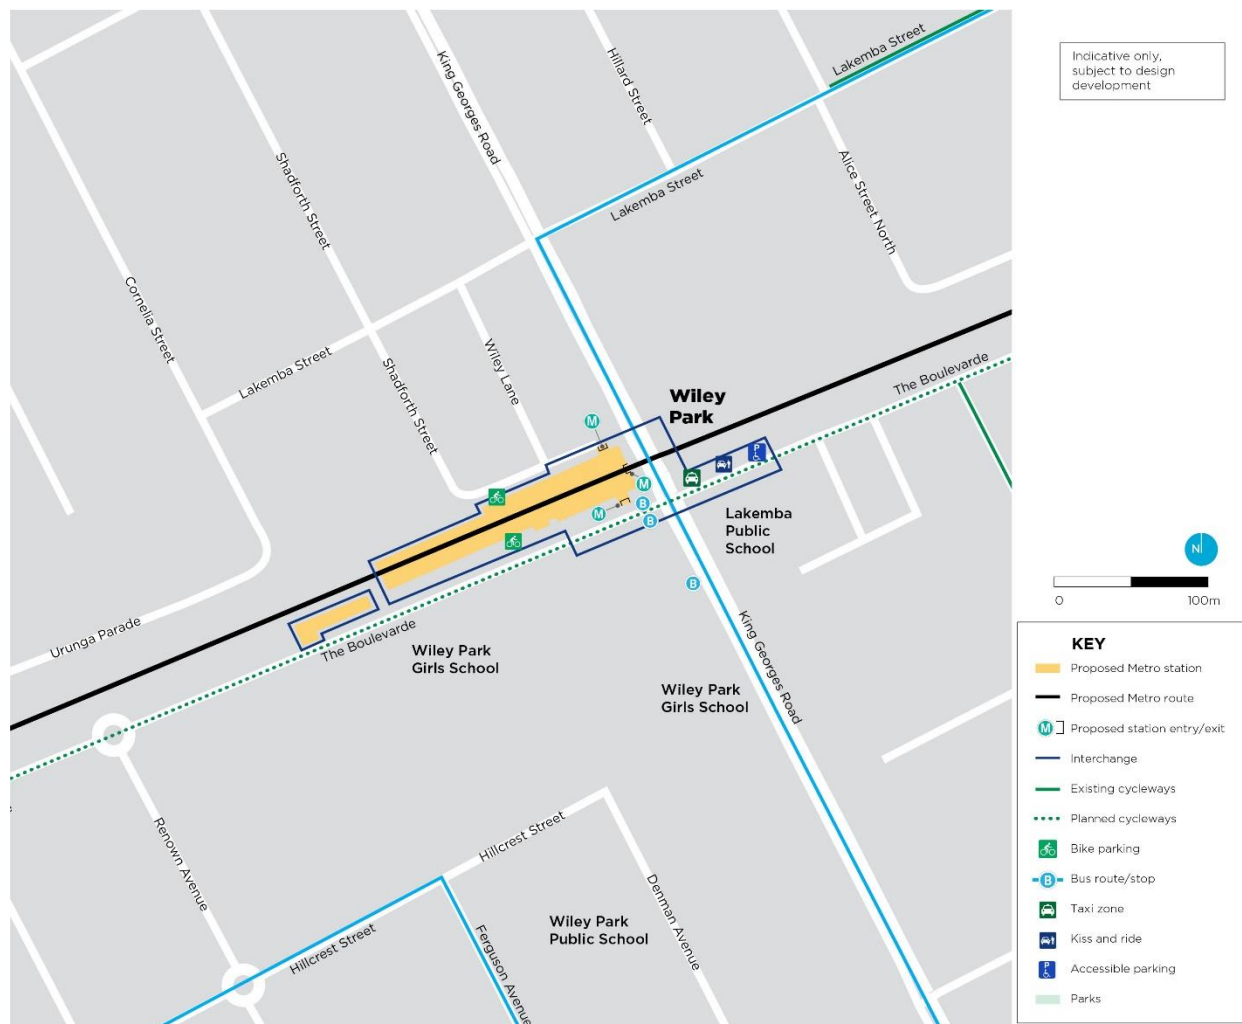 Indicative only,
subject to design
development
King Georges Road
Hillard Street
Lakemba Street
Lakemba Street
Alice Street North
Shadforth Street
Cornelia Street
Lakemba Street
Shadforth Street
Wiley Lane
Wiley
Park
The Boulevarde
M
M
M
B
B
B
P
Lakemba
Public
School
N
0
100m
Urunga Parade
The Boulevarde
Wiley Park
Girls School
Wiley Park
Girls School
King Georges Road
Renown Avenue
Hillcrest Street
Hillcrest Street
Ferguson Avenue
Denman Avenue
Wiley Park
Public School
KEY
Proposed Metro station
Proposed Metro route
M Proposed station entry/exit
Interchange
Existing cycleways
Planned cycleways
Bike parking
B Bus route/stop
Taxi zone
Kiss and ride
P Accessible parking
Parks